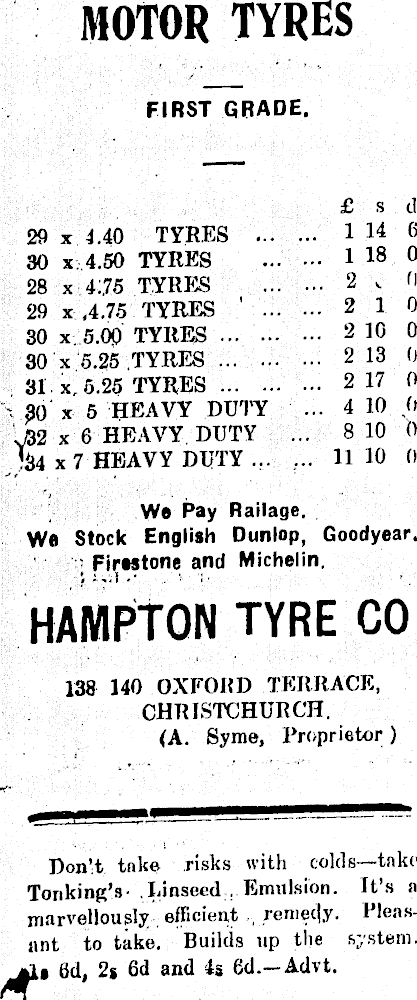 MOTOR TYRES
FIRST GRADE.
£ s d
29 x 4.40 TYRES ... ... 1 14 6
30 x 4.50 TYRES ... ... 1 18 0
28 x 4.75 TYRES ... ... 2 0
29 x 4.75 TYRES ... ... 2 1 0
30 x 5.00 TYRES ... ... 2 10 0
30 x 5.25 TYRES ... ... 2 13 0
31 x 5.25 TYRES ... ... 2 17 0
30 x 5 HEAVY DUTY ... 4 10 0
32 x 6 HEAVY DUTY ... 8 10 0
34 x 7 HEAVY DUTY ... ... 11 10 0
We Pay Railage.
We Stock English Dunlop, Goodyear.
Firestone and Michelin.
HAMPTON TYRE CO
138 140 OXFORD TERRACE,
CHRISTCHURCH.
(A. Syme, Proprietor)
Don't take risks with colds—take
Tonking's Linseed Emulsion. It's a
marvellously efficient remedy. Pleas-
ant to take. Builds up the system.
1s 6d, 2s 6d and 4s 6d.—Advt.